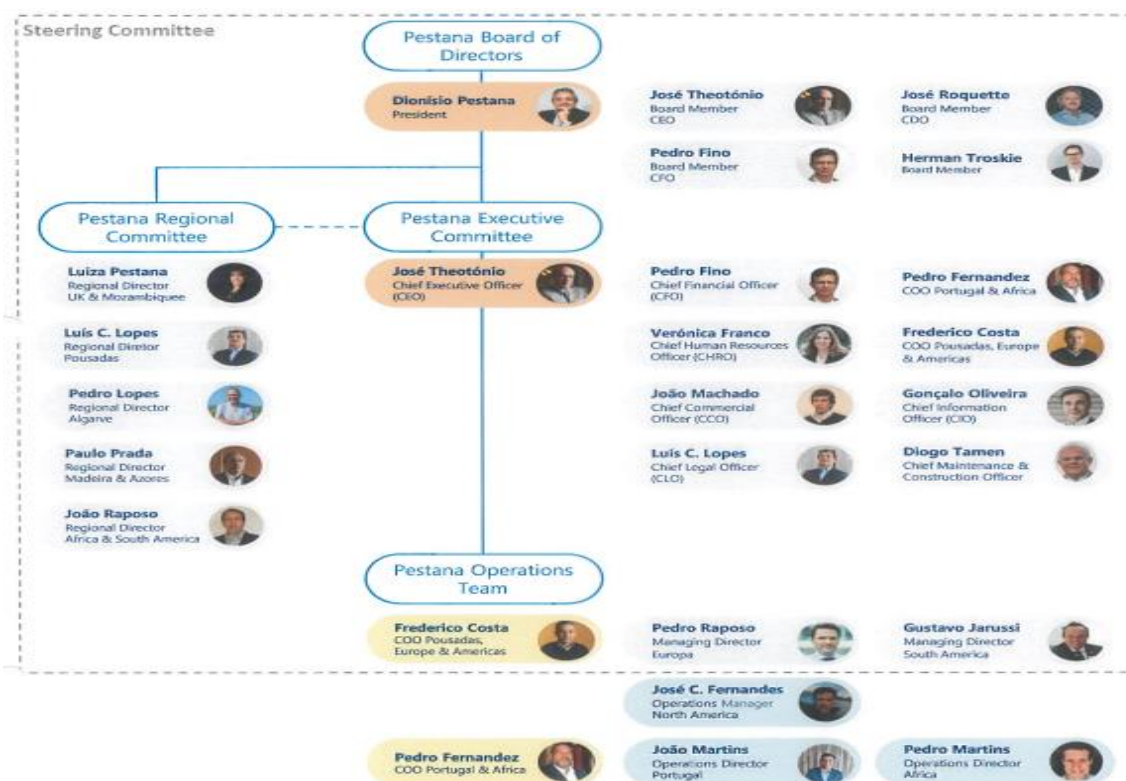 Steering Committee
Pestana Board of
Directors
Dionísio Pestana
President
José Theotónio
Board Member
CEO
José Roquette
Board Member
CDO
Pedro Fino
Board Member
CFO
Herman Troskie
Board Member
Pestana Regional
Committee
Pestana Executive
Committee
Luiza Pestana
Regional Director
UK & Mozambiquee
Luís C. Lopes
Regional Diretor
Pousadas
Pedro Lopes
Regional Director
Algarve
Paulo Prada
Regional Director
Madeira & Azores
João Raposo
Regional Director
Africa & South America
José Theotónio
Chief Executive Officer
(CEO)
Pedro Fino
Chief Financial Officer
(CFO)
Pedro Fernandez
COO Portugal & Africa
Verónica Franco
Chief Human Resources
Officer (CHRO)
Frederico Costa
COO Pousadas, Europe
& Americas
João Machado
Chief Commercial
Officer (CCO)
Gonçalo Oliveira
Chief Information
Officer (CIO)
Luís C. Lopes
Chief Legal Officer
(CLO)
Diogo Tamen
Chief Maintenance &
Construction Officer
Pestana Operations
Team
Frederico Costa
COO Pousadas,
Europe & Americas
Pedro Raposo
Managing Director
Europa
Gustavo Jarussi
Managing Director
South America
José C. Fernandes
Operations Manager
North America
Pedro Fernandez
COO Portugal & Africa
João Martins
Operations Director
Portugal
Pedro Martins
Operations Director
Africa